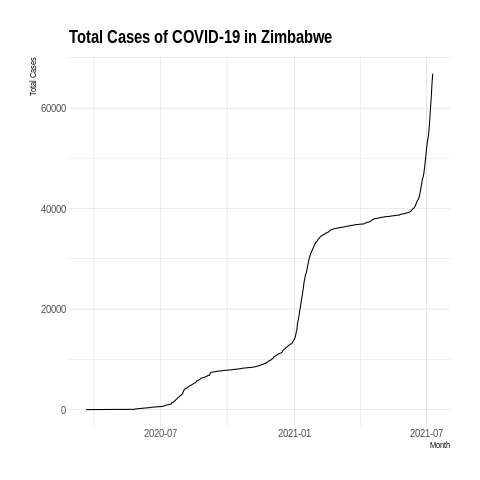 Total Cases of COVID-19 in Zimbabwe
Total Cases
60000
40000
20000
0
2020-07
2021-01
2021-07
Month